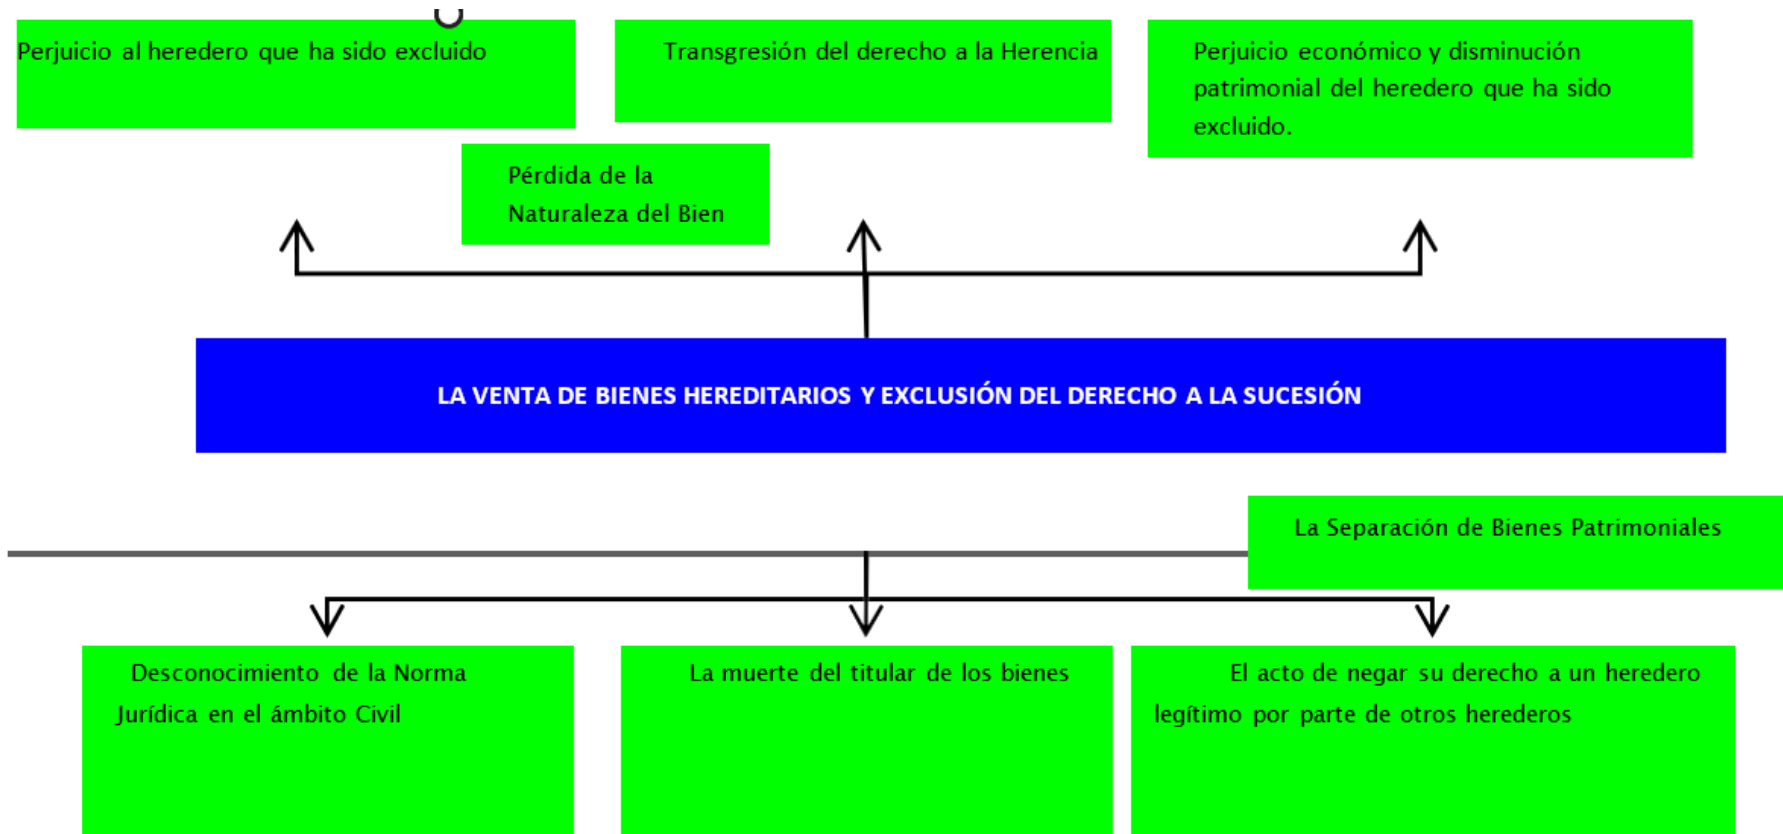 Perjuicio al heredero que ha sido excluido
Transgresión del derecho a la Herencia
Perjuicio económico y disminución
patrimonial del heredero que ha sido
excluido.
Pérdida de la
Naturaleza del Bien
LA VENTA DE BIENES HEREDITARIOS Y EXCLUSIÓN DEL DERECHO A LA SUCESIÓN
La Separación de Bienes Patrimoniales
Desconocimiento de la Norma
Jurídica en el ámbito Civil
La muerte del titular de los bienes
El acto de negar su derecho a un heredero
legítimo por parte de otros herederos